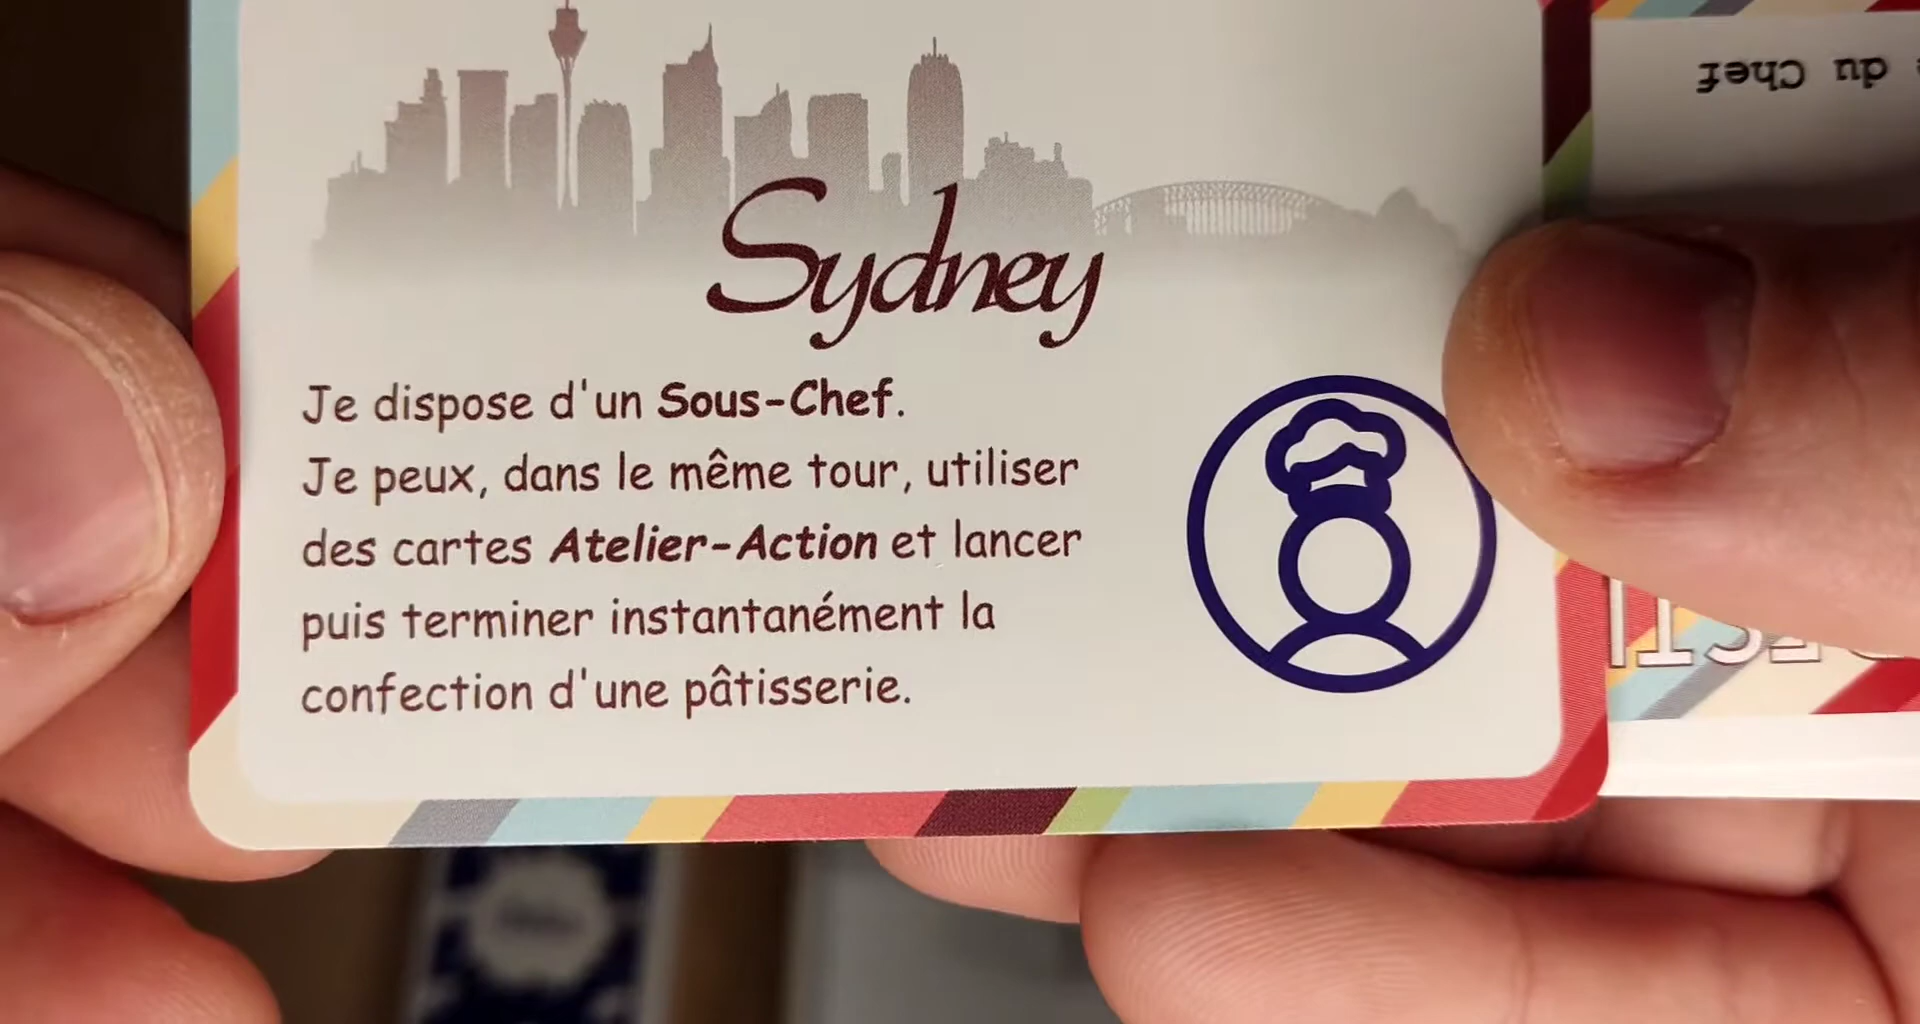 Sydney
Je dispose d'un Sous-Chef.
Je peux, dans le même tour, utiliser
des cartes Atelier-Action et lancer
puis terminer instantanément la
confection d'une pâtisserie.
du Chef